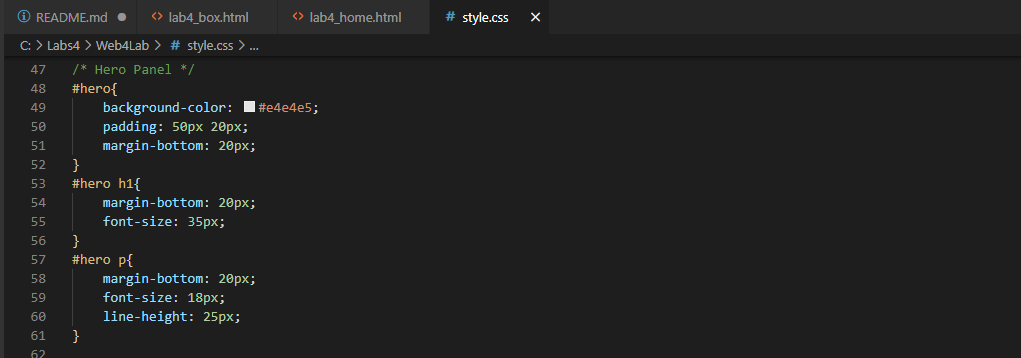 README.md lab4_box.html lab4_home.html # style.css
C: > Labs4 > Web4Lab > # style.css > ...
47 /* Hero Panel */
48 #hero{
49     background-color: #e4e4e5;
50     padding: 50px 20px;
51     margin-bottom: 20px;
52 }
53 #hero h1{
54     margin-bottom: 20px;
55     font-size: 35px;
56 }
57 #hero p{
58     margin-bottom: 20px;
59     font-size: 18px;
60     line-height: 25px;
61 }
62